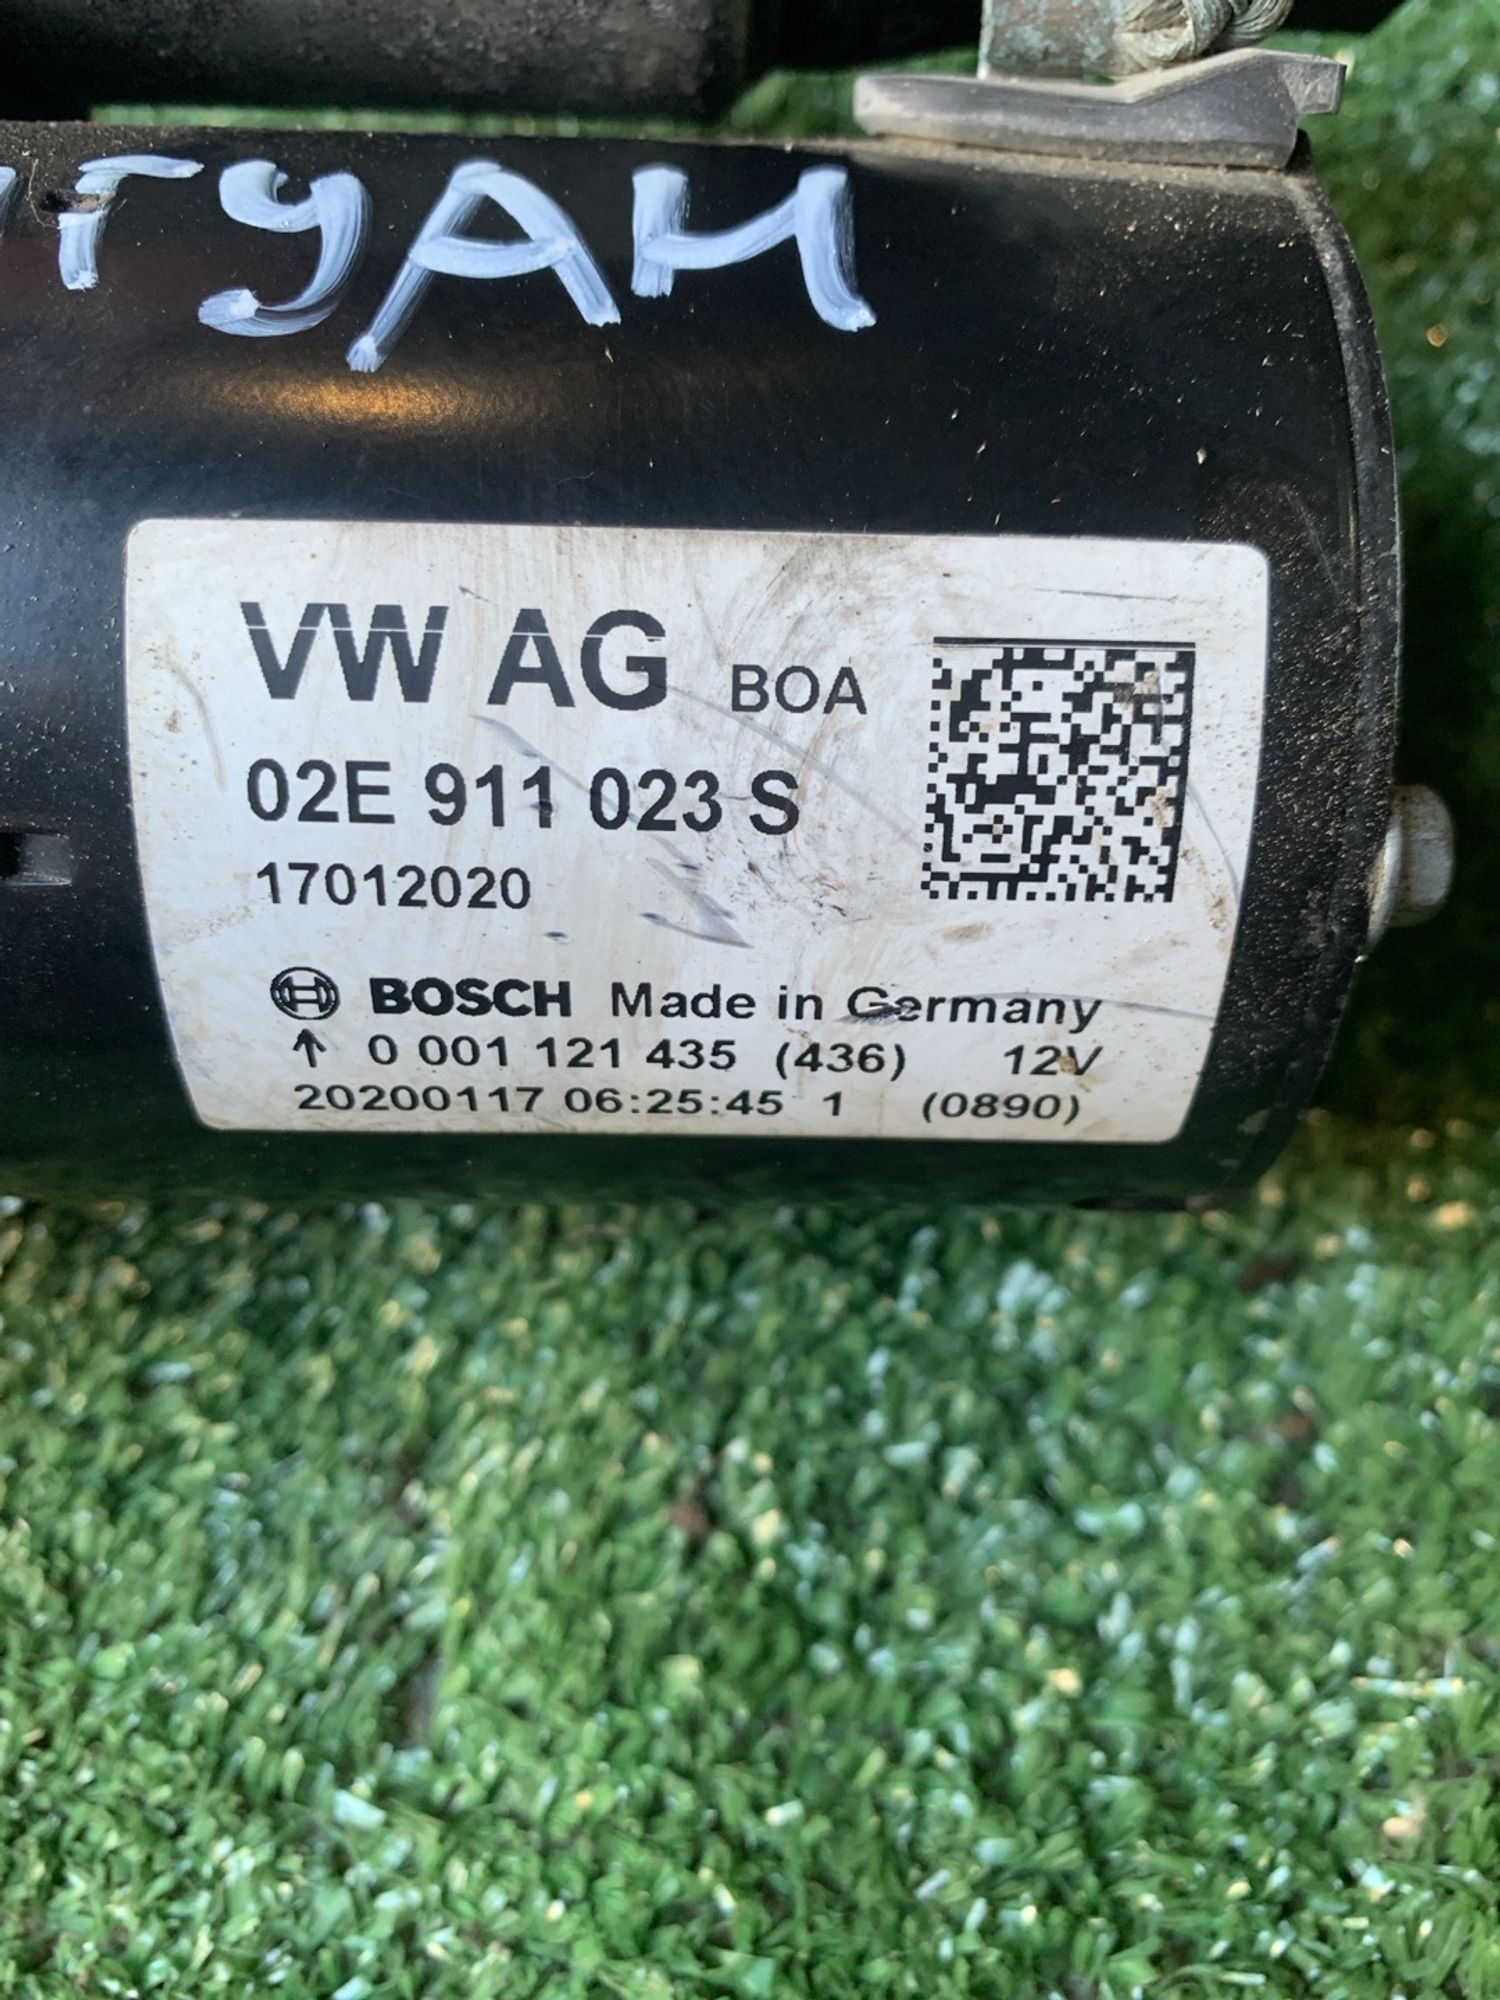 ТИГУАН
VW AG BOA
02E 911 023 S
17012020
BOSCH Made in Germany
↑ 0 001 121 435 (436) 12V
20200117 06:25:45 1 (0890)